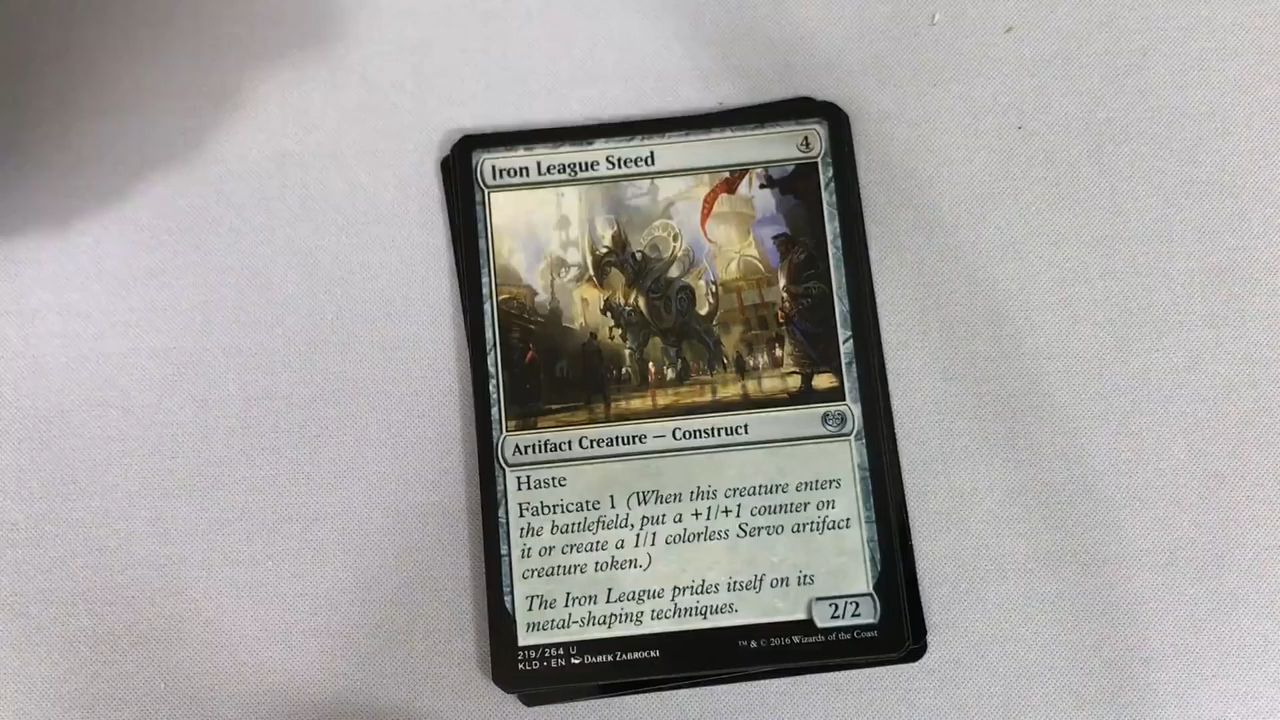 Iron League Steed 4
Artifact Creature — Construct
Haste
Fabricate 1 (When this creature enters
the battlefield, put a +1/+1 counter on
it or create a 1/1 colorless Servo artifact
creature token.)
The Iron League prides itself on its
metal-shaping techniques.
2/2
219/264 U
KLD • EN DAREK ZABROCKI
™ & © 2016 Wizards of the Coast